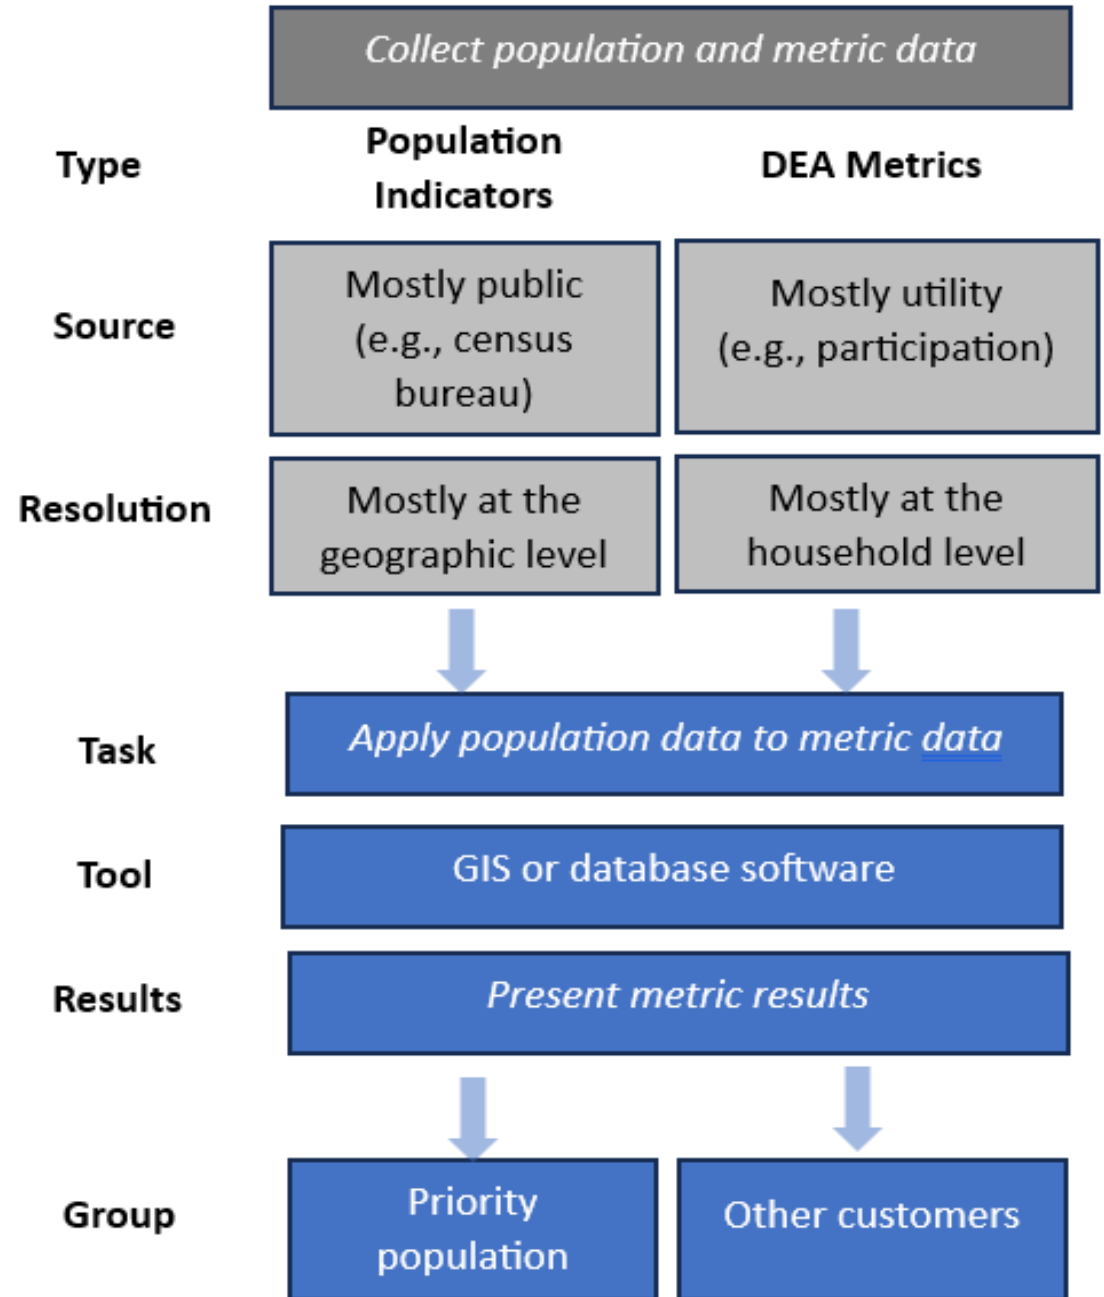 Collect population and metric data
Type
Population
Indicators
DEA Metrics
Source
Mostly public
(e.g., census
bureau)
Mostly utility
(e.g., participation)
Resolution
Mostly at the
geographic level
Mostly at the
household level
Task
Apply population data to metric data
Tool
GIS or database software
Results
Present metric results
Group
Priority
population
Other customers